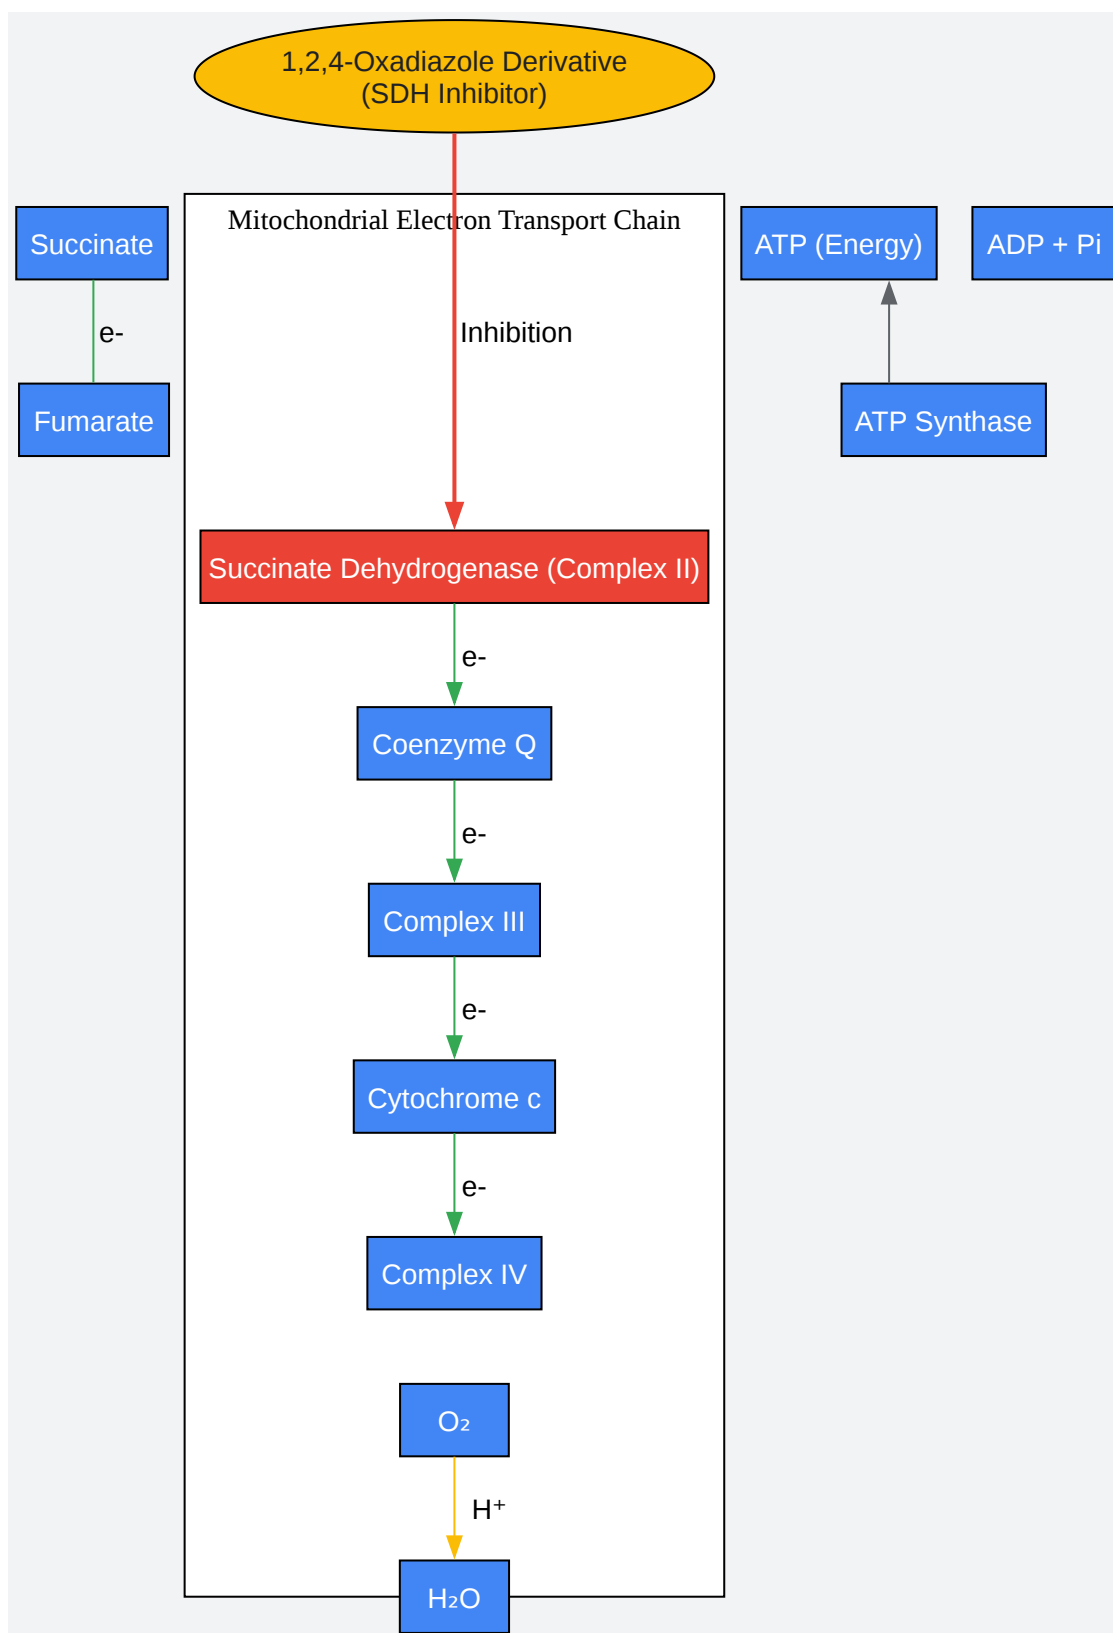 1,2,4-Oxadiazole Derivative
(SDH Inhibitor)
Mitochondrial Electron Transport Chain
Succinate
ATP (Energy)
ADP + Pi
e-
Inhibition
Fumarate
ATP Synthase
Succinate Dehydrogenase (Complex II)
e-
Coenzyme Q
e-
Complex III
e-
Cytochrome c
e-
Complex IV
O₂
H⁺
H₂O